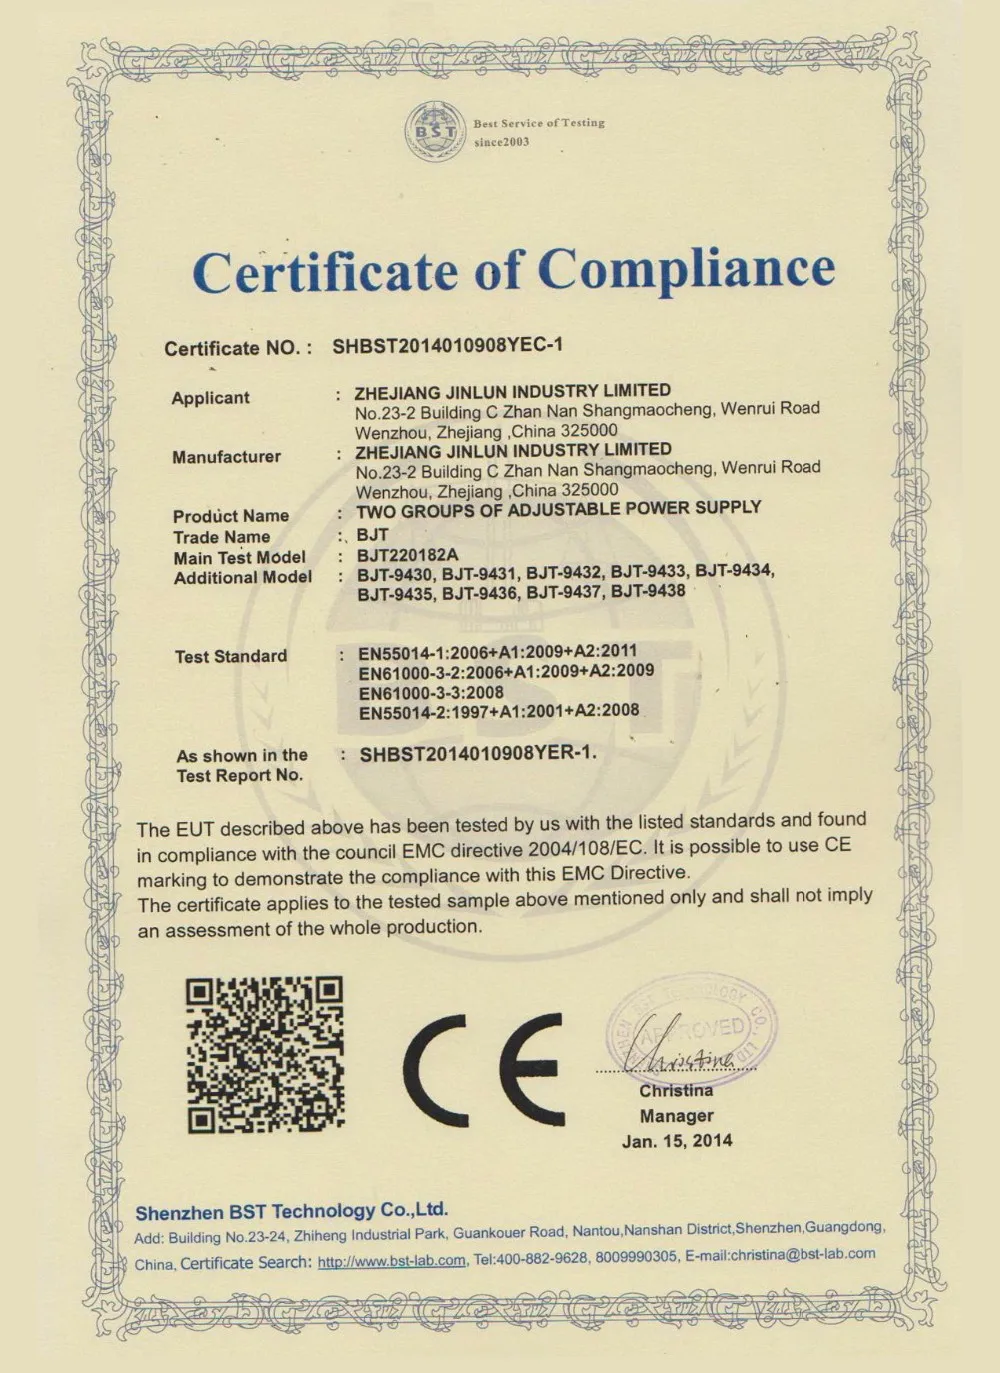 BST
Best Service of Testing
since2003
Certificate of Compliance
Certificate NO. : SHBST2014010908YEC-1
Applicant : ZHEJIANG JINLUN INDUSTRY LIMITED
No.23-2 Building C Zhan Nan Shangmaocheng, Wenrui Road
Wenzhou, Zhejiang ,China 325000
Manufacturer : ZHEJIANG JINLUN INDUSTRY LIMITED
No.23-2 Building C Zhan Nan Shangmaocheng, Wenrui Road
Wenzhou, Zhejiang ,China 325000
Product Name : TWO GROUPS OF ADJUSTABLE POWER SUPPLY
Trade Name : BJT
Main Test Model : BJT220182A
Additional Model : BJT-9430, BJT-9431, BJT-9432, BJT-9433, BJT-9434,
BJT-9435, BJT-9436, BJT-9437, BJT-9438
Test Standard : EN55014-1:2006+A1:2009+A2:2011
EN61000-3-2:2006+A1:2009+A2:2009
EN61000-3-3:2008
EN55014-2:1997+A1:2001+A2:2008
As shown in the : SHBST2014010908YER-1.
Test Report No.
The EUT described above has been tested by us with the listed standards and found
in compliance with the council EMC directive 2004/108/EC. It is possible to use CE
marking to demonstrate the compliance with this EMC Directive.
The certificate applies to the tested sample above mentioned only and shall not imply
an assessment of the whole production.
CE
APPROVED
Christina
Christina
Manager
Jan. 15, 2014
Shenzhen BST Technology Co.,Ltd.
Add: Building No.23-24, Zhiheng Industrial Park, Guankouer Road, Nantou,Nanshan District,Shenzhen,Guangdong,
China, Certificate Search: http://www.bst-lab.com, Tel:400-882-9628, 8009990305, E-mail:christina@bst-lab.com